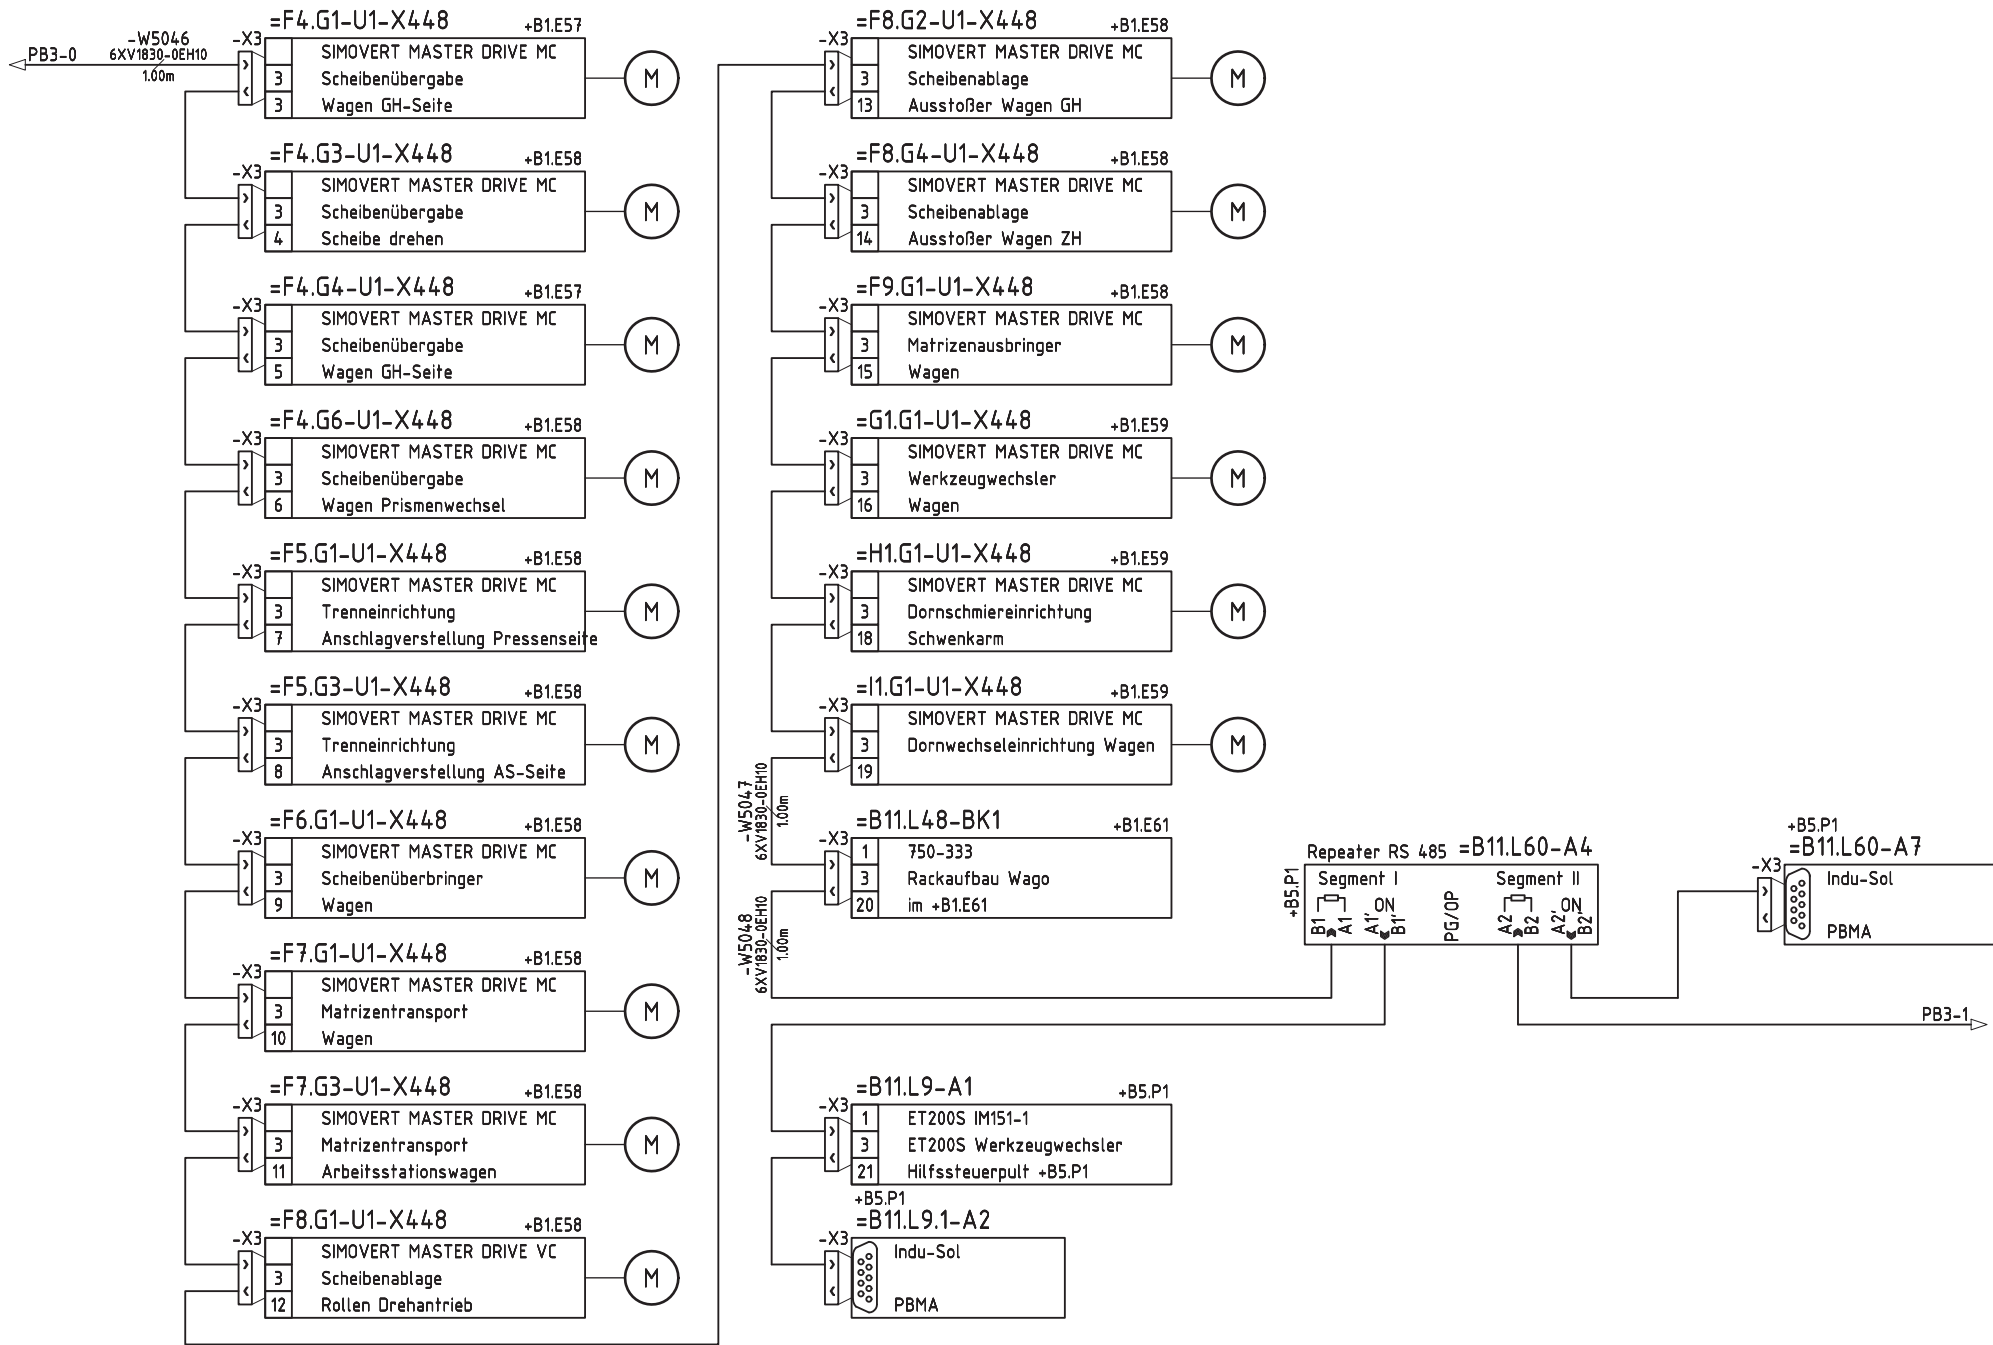 PB3-0
-W5046
6XV1830-0EH10
1.00m
=F4.G1-U1-X448 +B1.E57
-X3
SIMOVERT MASTER DRIVE MC
3 Scheibenübergabe
3 Wagen GH-Seite
M
=F4.G3-U1-X448 +B1.E58
-X3
SIMOVERT MASTER DRIVE MC
3 Scheibenübergabe
4 Scheibe drehen
M
=F4.G4-U1-X448 +B1.E57
-X3
SIMOVERT MASTER DRIVE MC
3 Scheibenübergabe
5 Wagen GH-Seite
M
=F4.G6-U1-X448 +B1.E58
-X3
SIMOVERT MASTER DRIVE MC
3 Scheibenübergabe
6 Wagen Prismenwechsel
M
=F5.G1-U1-X448 +B1.E58
-X3
SIMOVERT MASTER DRIVE MC
3 Trenneinrichtung
7 Anschlagverstellung Pressenseite
M
=F5.G3-U1-X448 +B1.E58
-X3
SIMOVERT MASTER DRIVE MC
3 Trenneinrichtung
8 Anschlagverstellung AS-Seite
M
=F6.G1-U1-X448 +B1.E58
-X3
SIMOVERT MASTER DRIVE MC
3 Scheibenüberbringer
9 Wagen
M
=F7.G1-U1-X448 +B1.E58
-X3
SIMOVERT MASTER DRIVE MC
3 Matrizentransport
10 Wagen
M
=F7.G3-U1-X448 +B1.E58
-X3
SIMOVERT MASTER DRIVE MC
3 Matrizentransport
11 Arbeitsstationswagen
M
=F8.G1-U1-X448 +B1.E58
-X3
SIMOVERT MASTER DRIVE VC
3 Scheibenablage
12 Rollen Drehantrieb
M
=F8.G2-U1-X448 +B1.E58
-X3
SIMOVERT MASTER DRIVE MC
3 Scheibenablage
13 Ausstoßer Wagen GH
M
=F8.G4-U1-X448 +B1.E58
-X3
SIMOVERT MASTER DRIVE MC
3 Scheibenablage
14 Ausstoßer Wagen ZH
M
=F9.G1-U1-X448 +B1.E58
-X3
SIMOVERT MASTER DRIVE MC
3 Matrizenausbringer
15 Wagen
M
=G1.G1-U1-X448 +B1.E59
-X3
SIMOVERT MASTER DRIVE MC
3 Werkzeugwechsler
16 Wagen
M
=H1.G1-U1-X448 +B1.E59
-X3
SIMOVERT MASTER DRIVE MC
3 Dornschmiereinrichtung
18 Schwenkarm
M
=I1.G1-U1-X448 +B1.E59
-X3
SIMOVERT MASTER DRIVE MC
3 Dornwechseleinrichtung Wagen
19
M
-W5047
6XV1830-0EH10
1.00m
=B11.L48-BK1 +B1.E61
-X3
1 750-333
3 Rackaufbau Wago
20 im +B1.E61
-W5048
6XV1830-0EH10
1.00m
=B11.L9-A1 +B5.P1
-X3
1 ET200S IM151-1
3 ET200S Werkzeugwechsler
21 Hilfssteuerpult +B5.P1
+B5.P1
=B11.L9.1-A2
-X3
Indu-Sol
PBMA
Repeater RS 485 =B11.L60-A4
+B5.P1
Segment I Segment II
ON ON
B1 A1 A1' B1' PG/OP A2 B2 A2' B2'
+B5.P1
=B11.L60-A7
-X3
Indu-Sol
PBMA
PB3-1